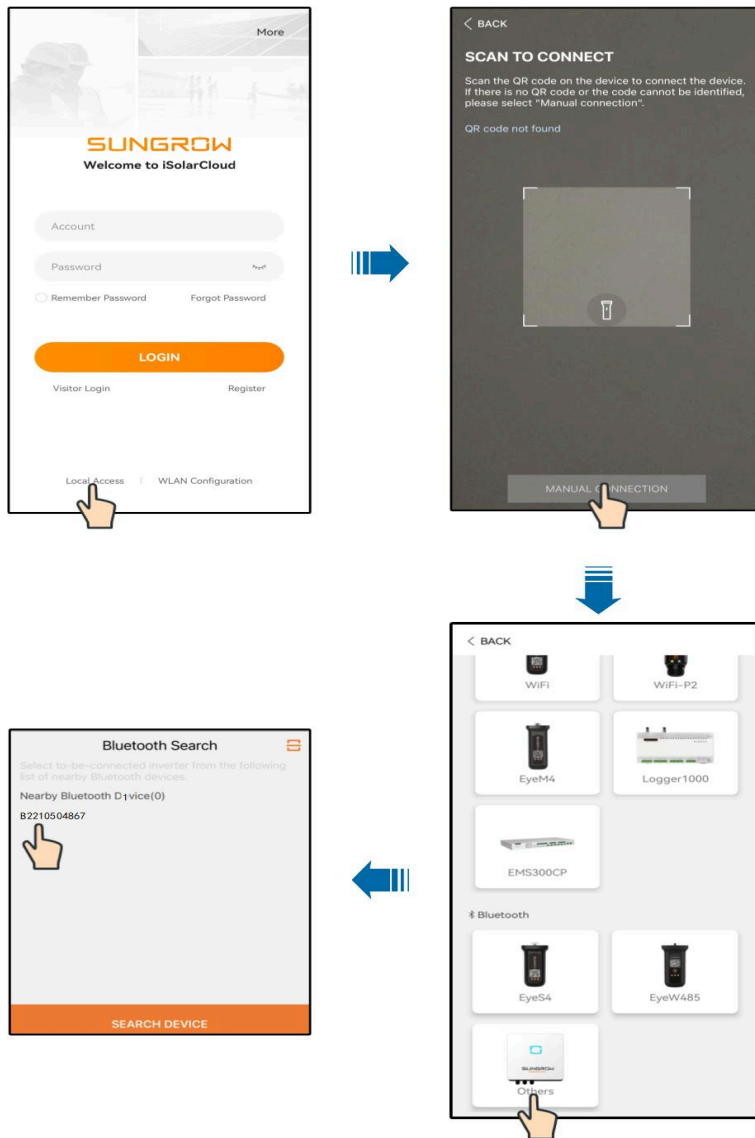 More
SUNGROW
Welcome to iSolarCloud
Account
Password
Remember Password Forgot Password
LOGIN
Visitor Login Register
Local Access | WLAN Configuration
< BACK
SCAN TO CONNECT
Scan the QR code on the device to connect the device.
If there is no QR code or the code cannot be identified,
please select "Manual connection".
QR code not found
MANUAL CONNECTION
< BACK
WiFi WiFi-P2
EyeM4 Logger1000
EMS300CP
Bluetooth
EyeS4 EyeW485
SUNGROW
Others
Bluetooth Search
Select to-be-connected inverter from the following
list of nearby Bluetooth devices.
Nearby Bluetooth D1vice(0)
B2210504867
SEARCH DEVICE